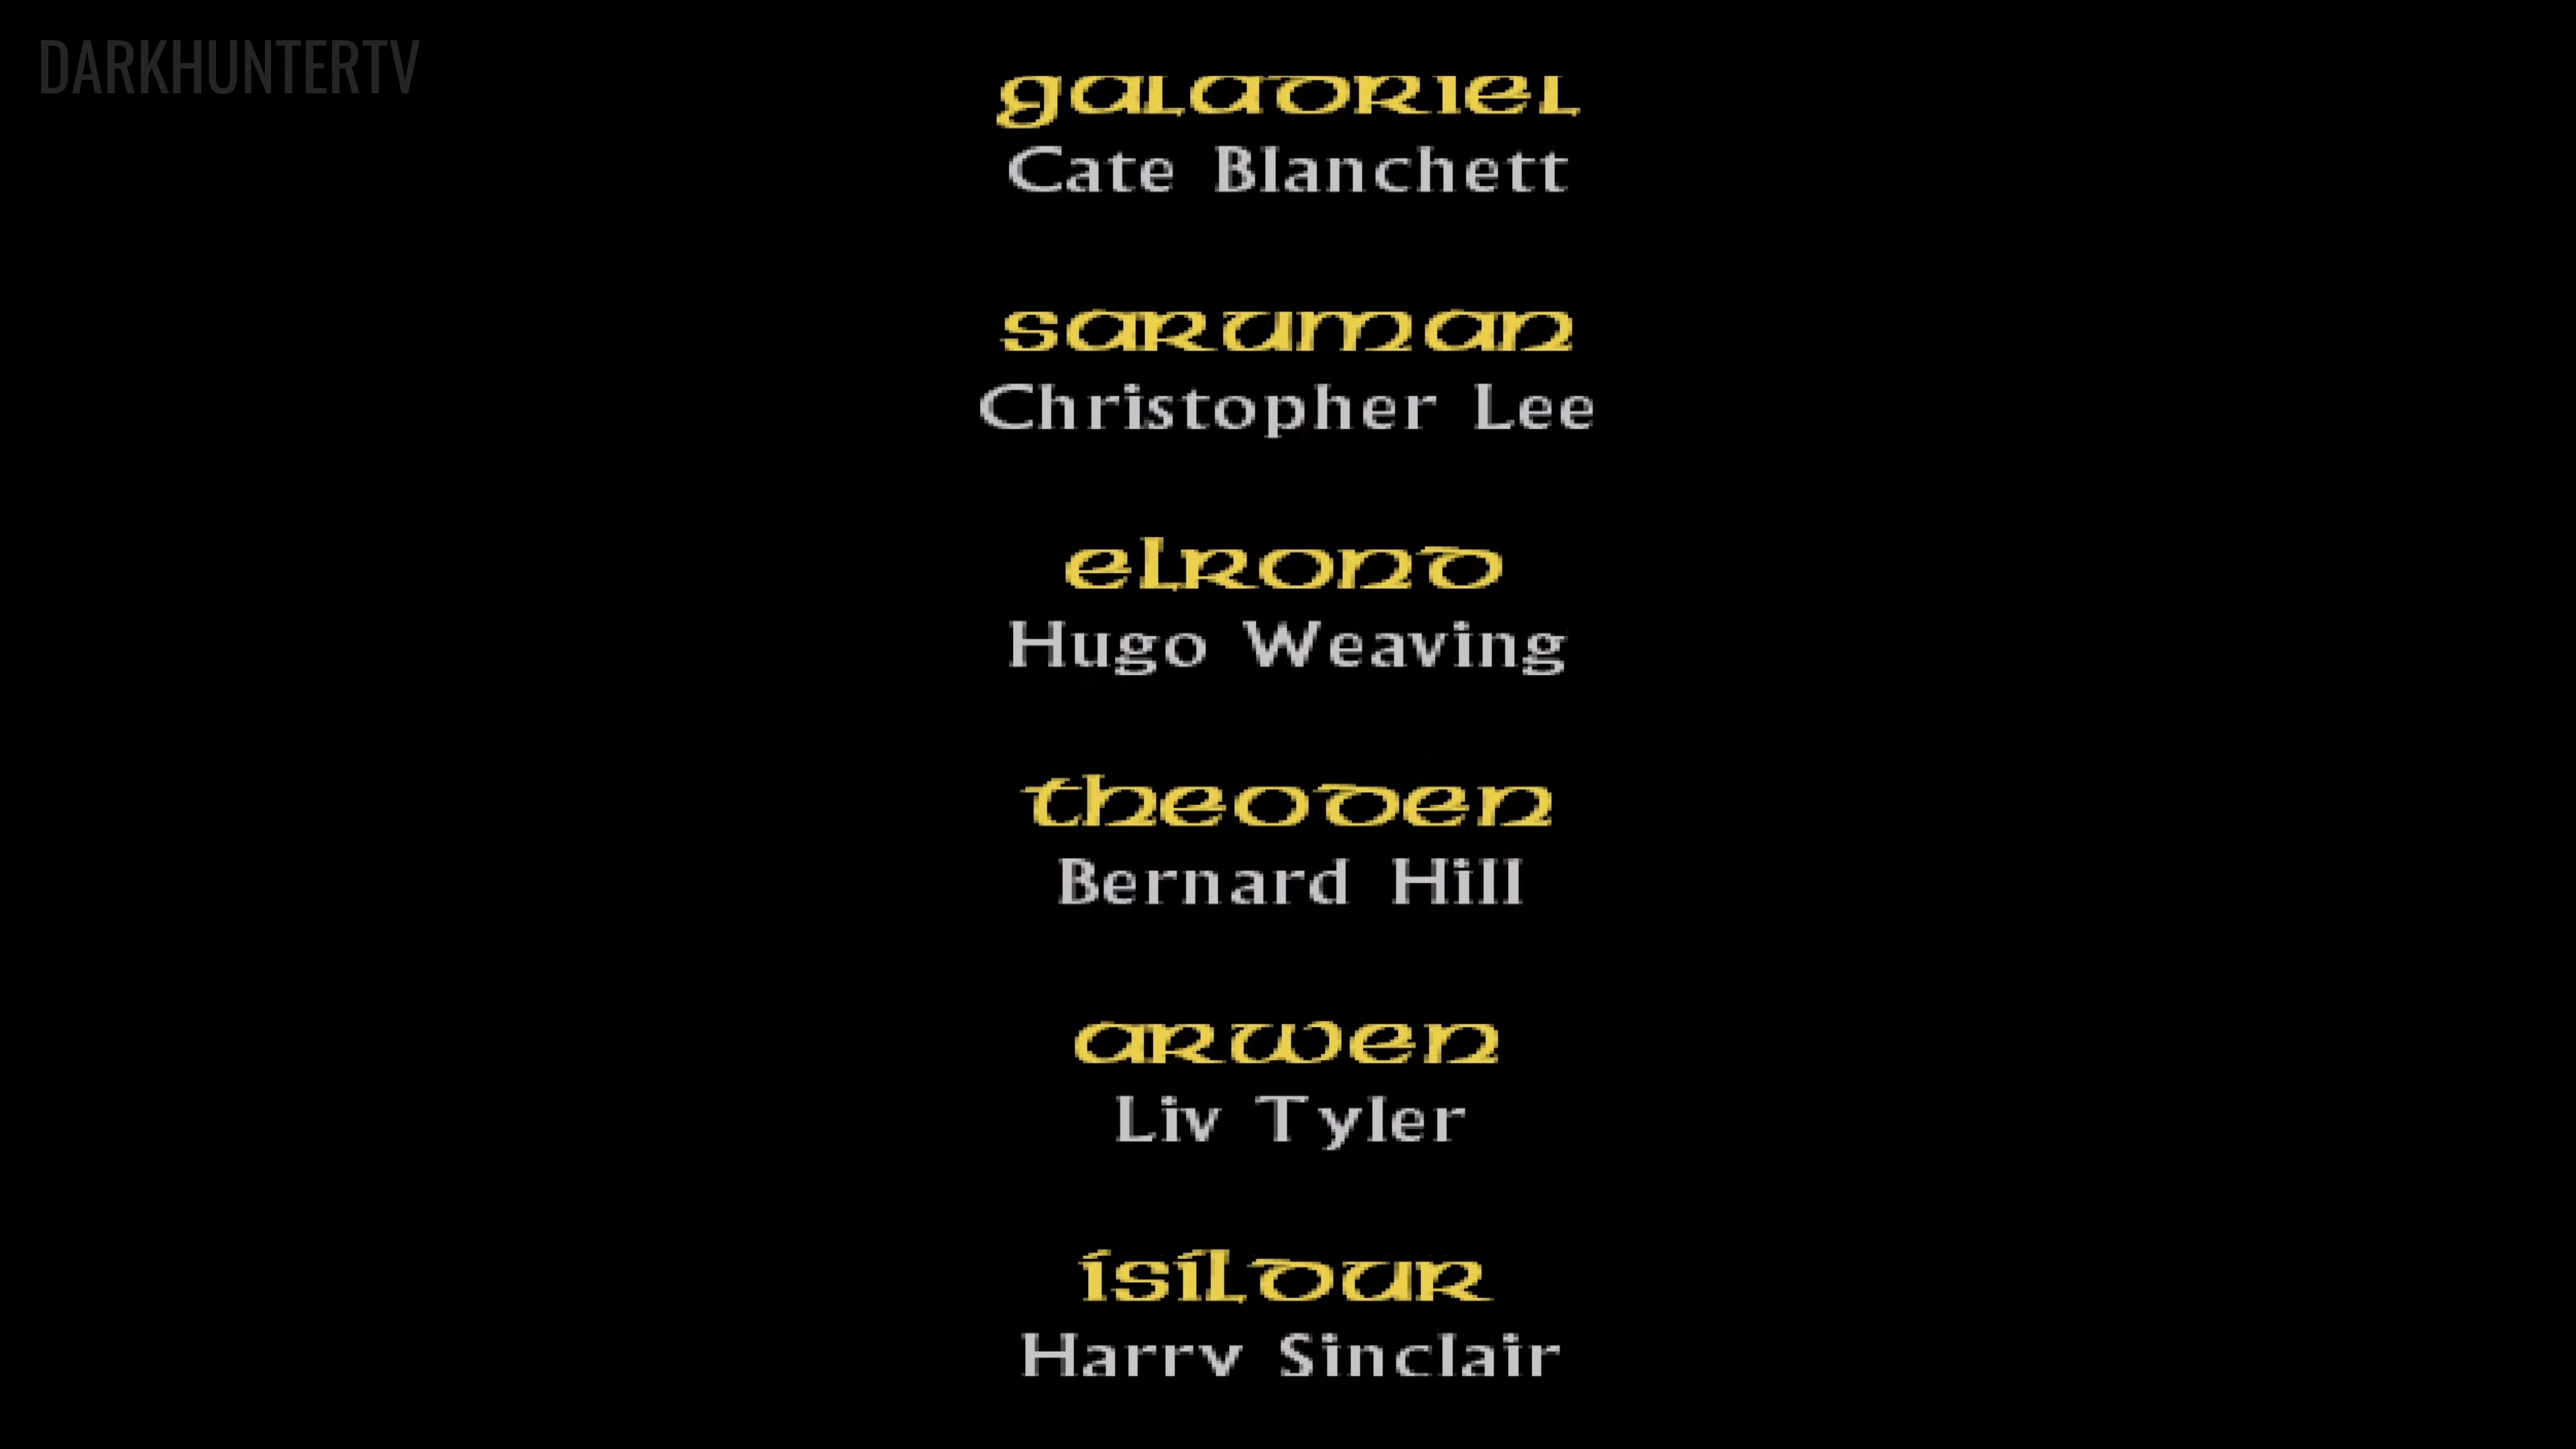 DARKHUNTERTV
galadriel
Cate Blanchett
saruman
Christopher Lee
elrond
Hugo Weaving
theoden
Bernard Hill
arwen
Liv Tyler
isildur
Harry Sinclair